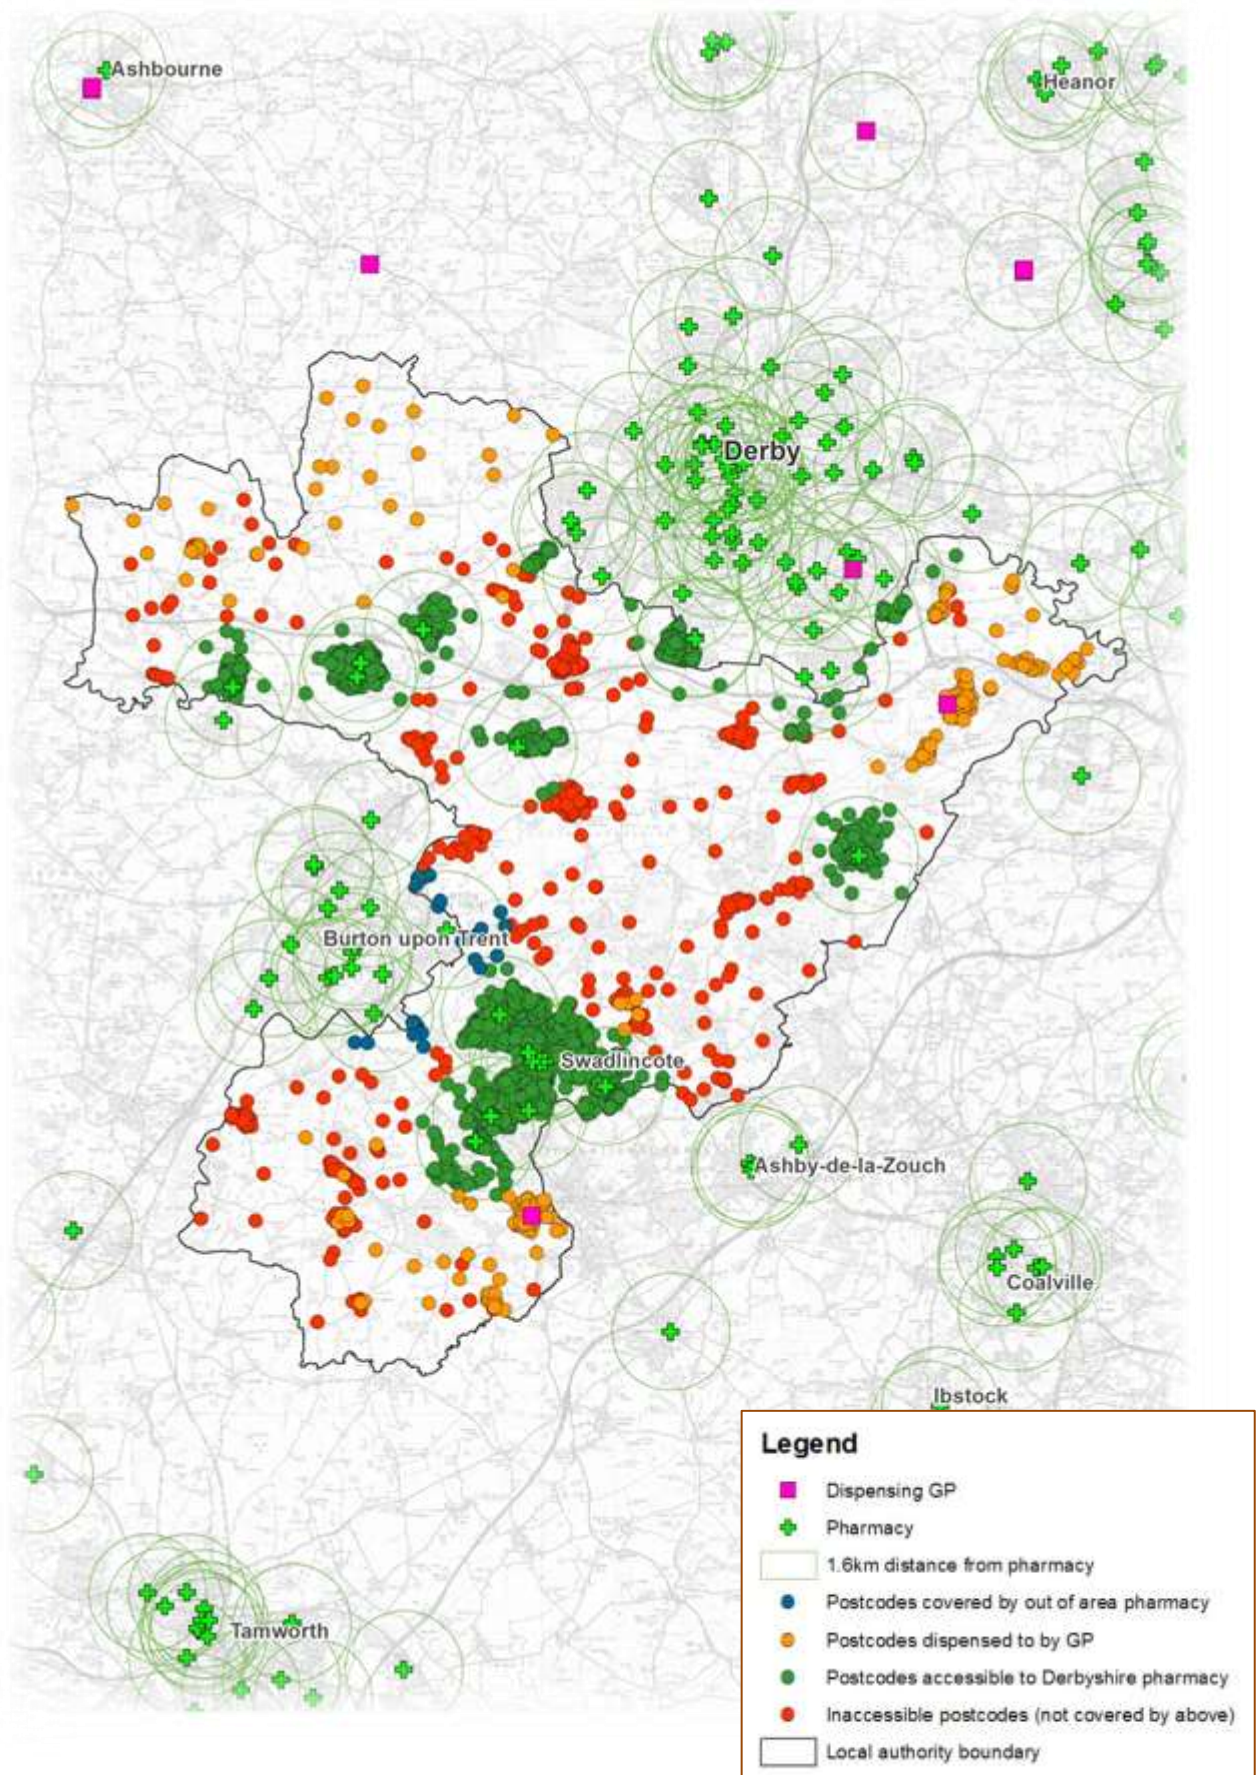 Ashbourne
Heanor
Derby
Burton upon Trent
Swadlincote
Ashby-de-la-Zouch
Coalville
Ibstock
Tamworth
Legend
Dispensing GP
Pharmacy
1.6km distance from pharmacy
Postcodes covered by out of area pharmacy
Postcodes dispensed to by GP
Postcodes accessible to Derbyshire pharmacy
Inaccessible postcodes (not covered by above)
Local authority boundary